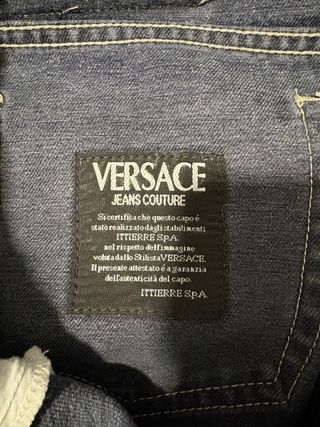 VERSACE
JEANS COUTURE
Si certifica che questo capo é
stato realizzato dagli stabilimenti
ITTIERRE S.p.A.
nel rispetto dell'immagine
voluta dallo Stilista VERSACE.
Il presente attestato é a garanzia
dell'autenticità del capo.
ITTIERRE S.p.A.